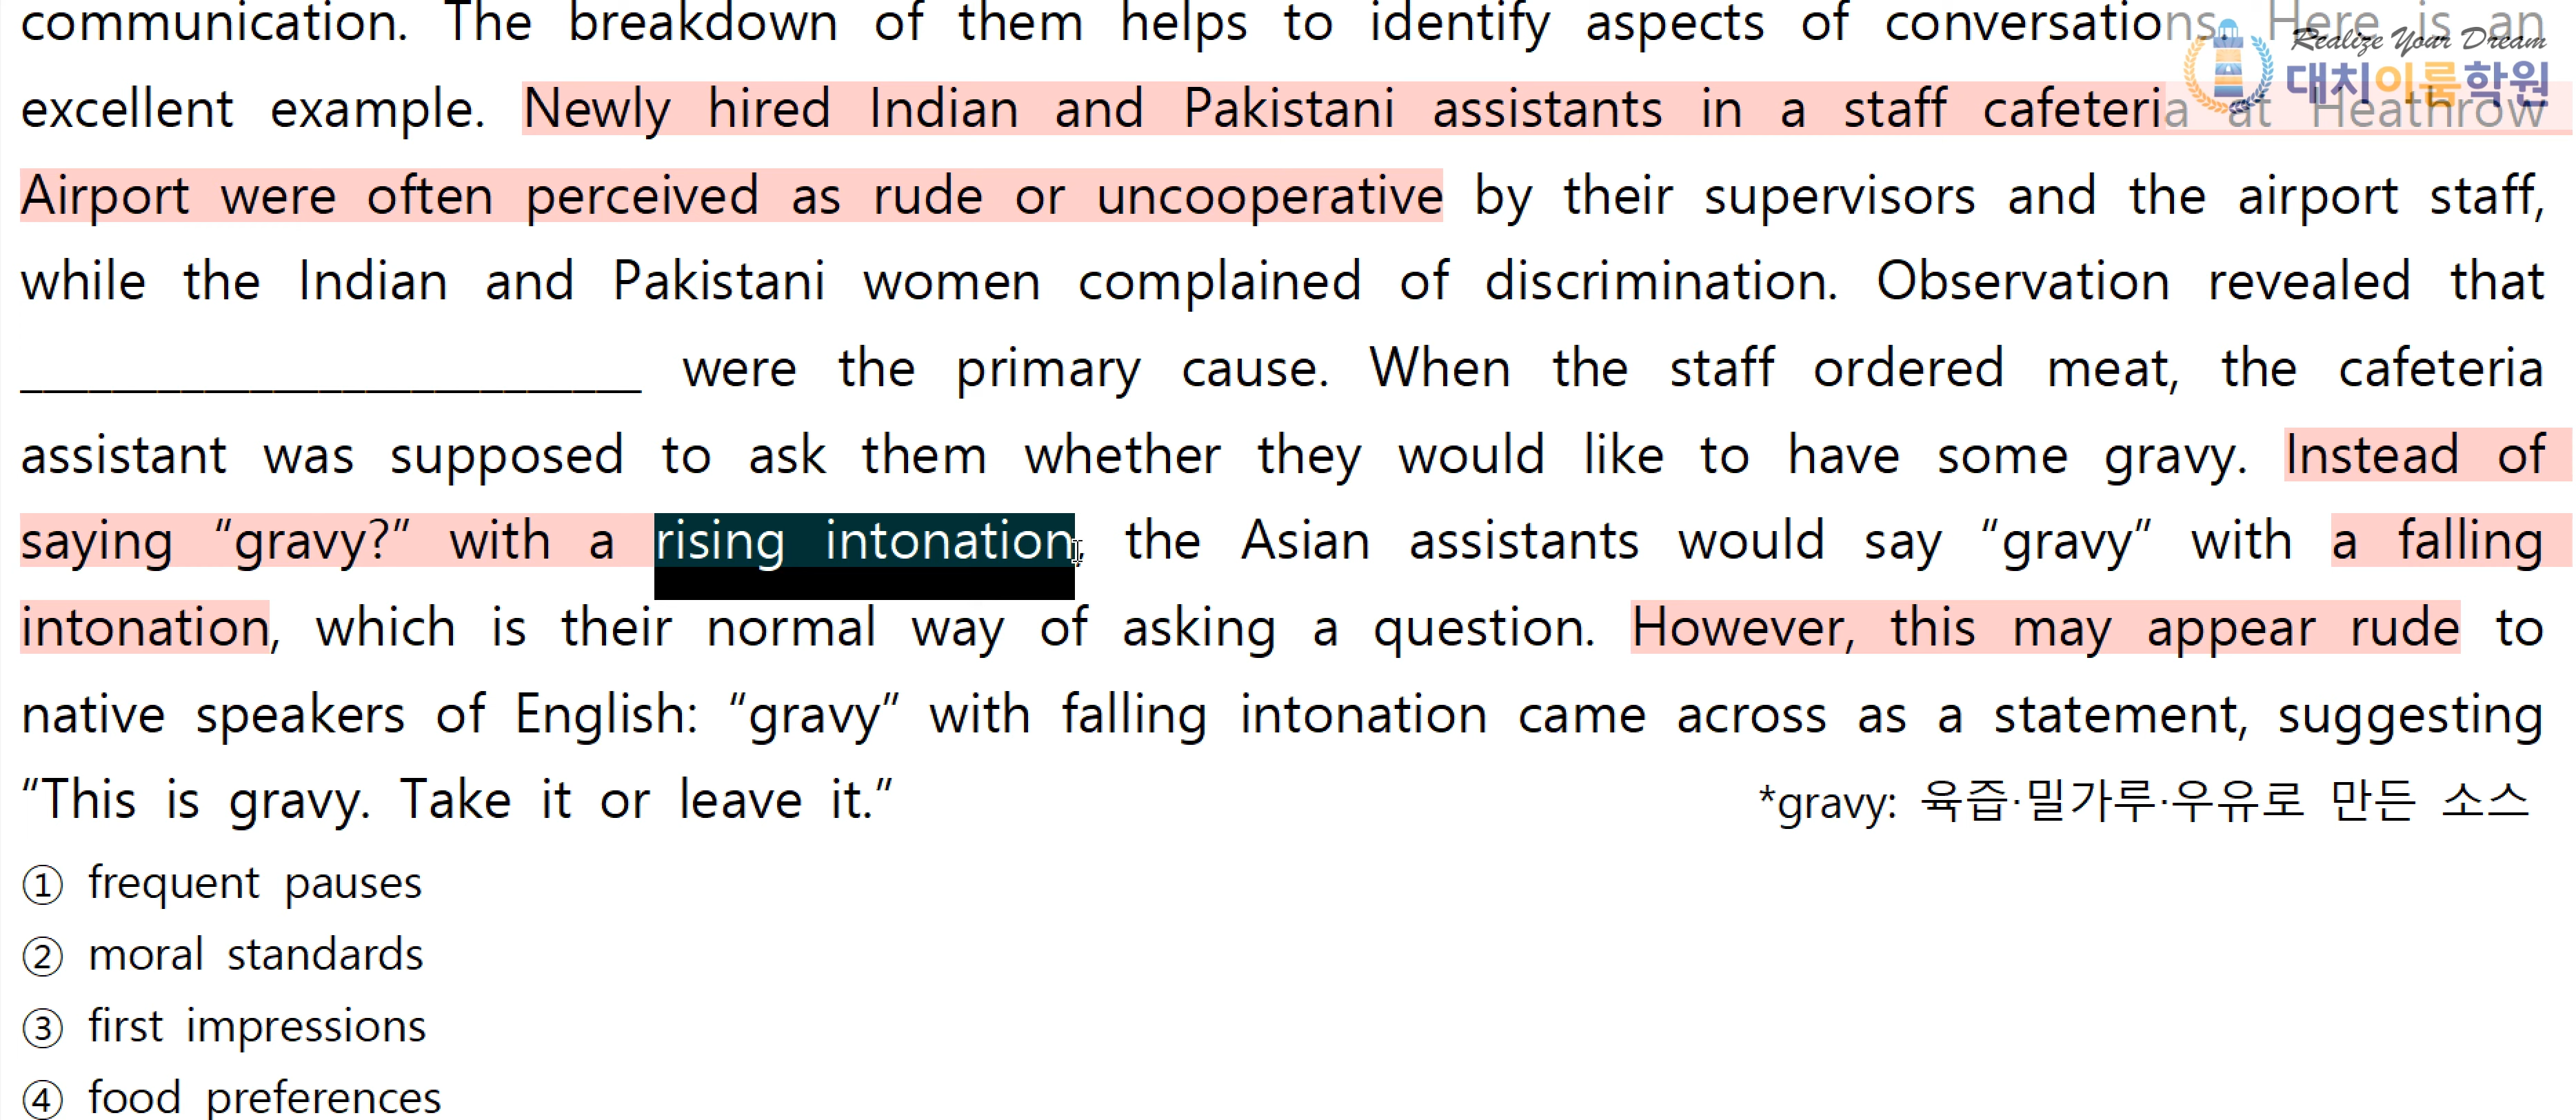 communication. The breakdown of them helps to identify aspects of conversations. Here is an
Realize Your Dream
대치이룸학원
excellent example. Newly hired Indian and Pakistani assistants in a staff cafeteria at Heathrow
Airport were often perceived as rude or uncooperative by their supervisors and the airport staff,
while the Indian and Pakistani women complained of discrimination. Observation revealed that
___________________________ were the primary cause. When the staff ordered meat, the cafeteria
assistant was supposed to ask them whether they would like to have some gravy. Instead of
saying “gravy?” with a rising intonation, the Asian assistants would say “gravy” with a falling
intonation, which is their normal way of asking a question. However, this may appear rude to
native speakers of English: “gravy” with falling intonation came across as a statement, suggesting
“This is gravy. Take it or leave it.” *gravy: 육즙·밀가루·우유로 만든 소스
① frequent pauses
② moral standards
③ first impressions
④ food preferences